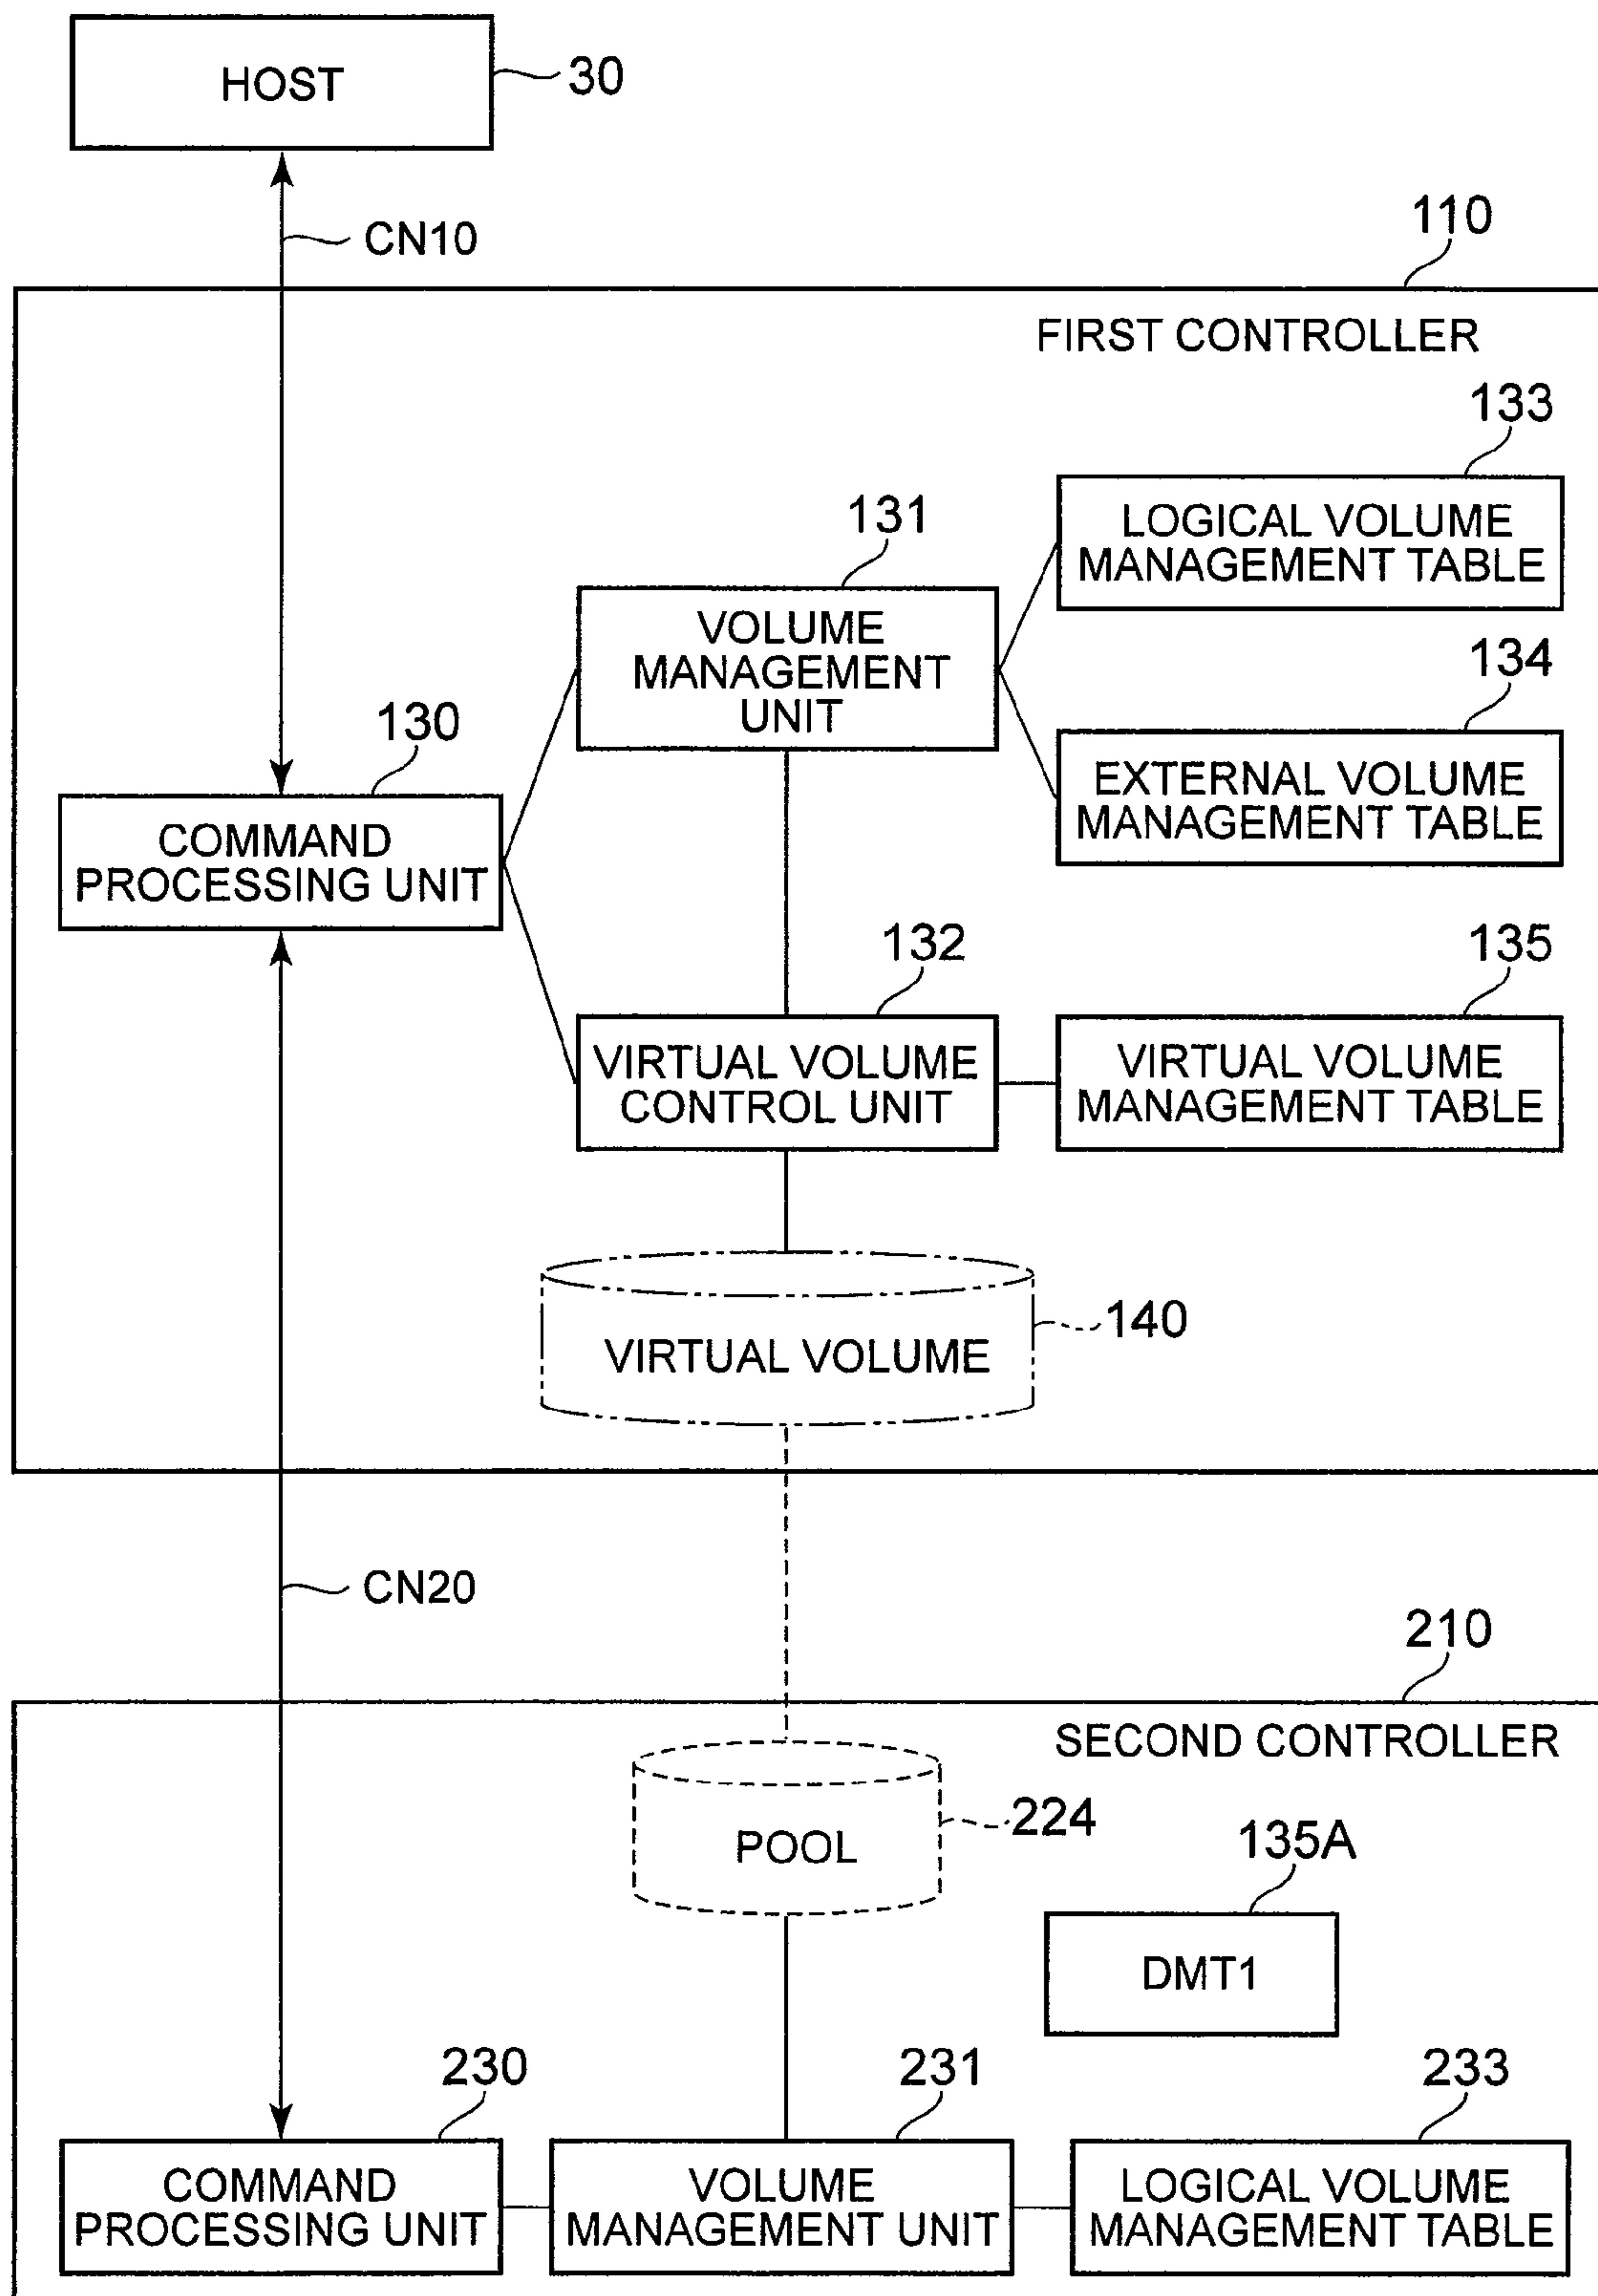 HOST
30
CN10
110
FIRST CONTROLLER
133
LOGICAL VOLUME
MANAGEMENT TABLE
131
VOLUME
MANAGEMENT
UNIT
134
EXTERNAL VOLUME
MANAGEMENT TABLE
130
COMMAND
PROCESSING UNIT
132
VIRTUAL VOLUME
CONTROL UNIT
135
VIRTUAL VOLUME
MANAGEMENT TABLE
140
VIRTUAL VOLUME
CN20
210
SECOND CONTROLLER
224
POOL
135A
DMT1
230
COMMAND
PROCESSING UNIT
231
VOLUME
MANAGEMENT UNIT
233
LOGICAL VOLUME
MANAGEMENT TABLE